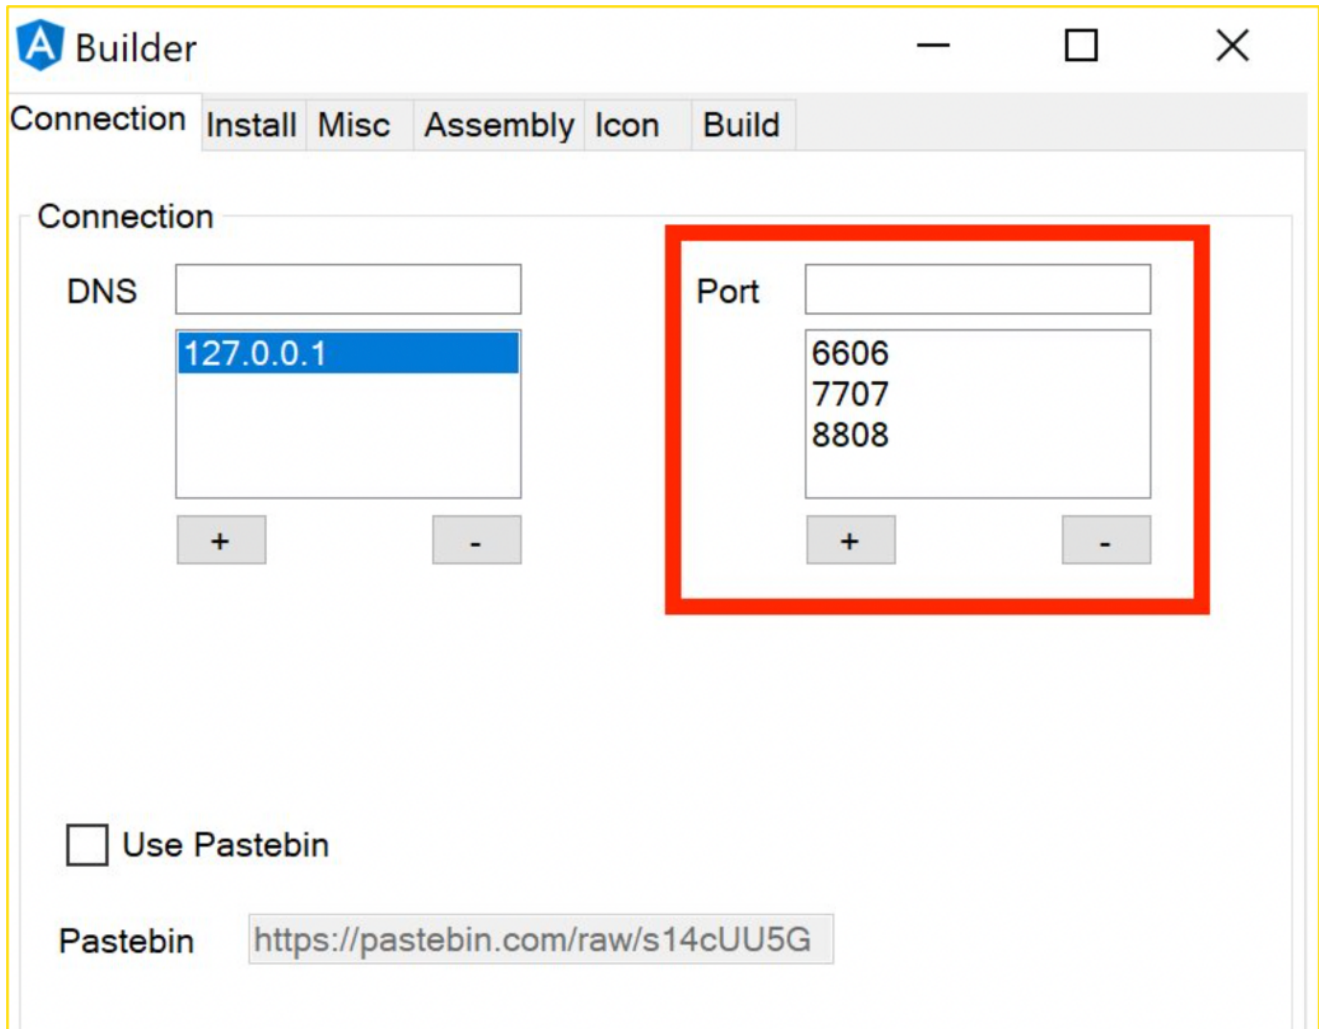 Builder
Connection Install Misc Assembly Icon Build
Connection
DNS Port
127.0.0.1 6606
7707
8808
+ - + -
Use Pastebin
Pastebin https://pastebin.com/raw/s14cUU5G